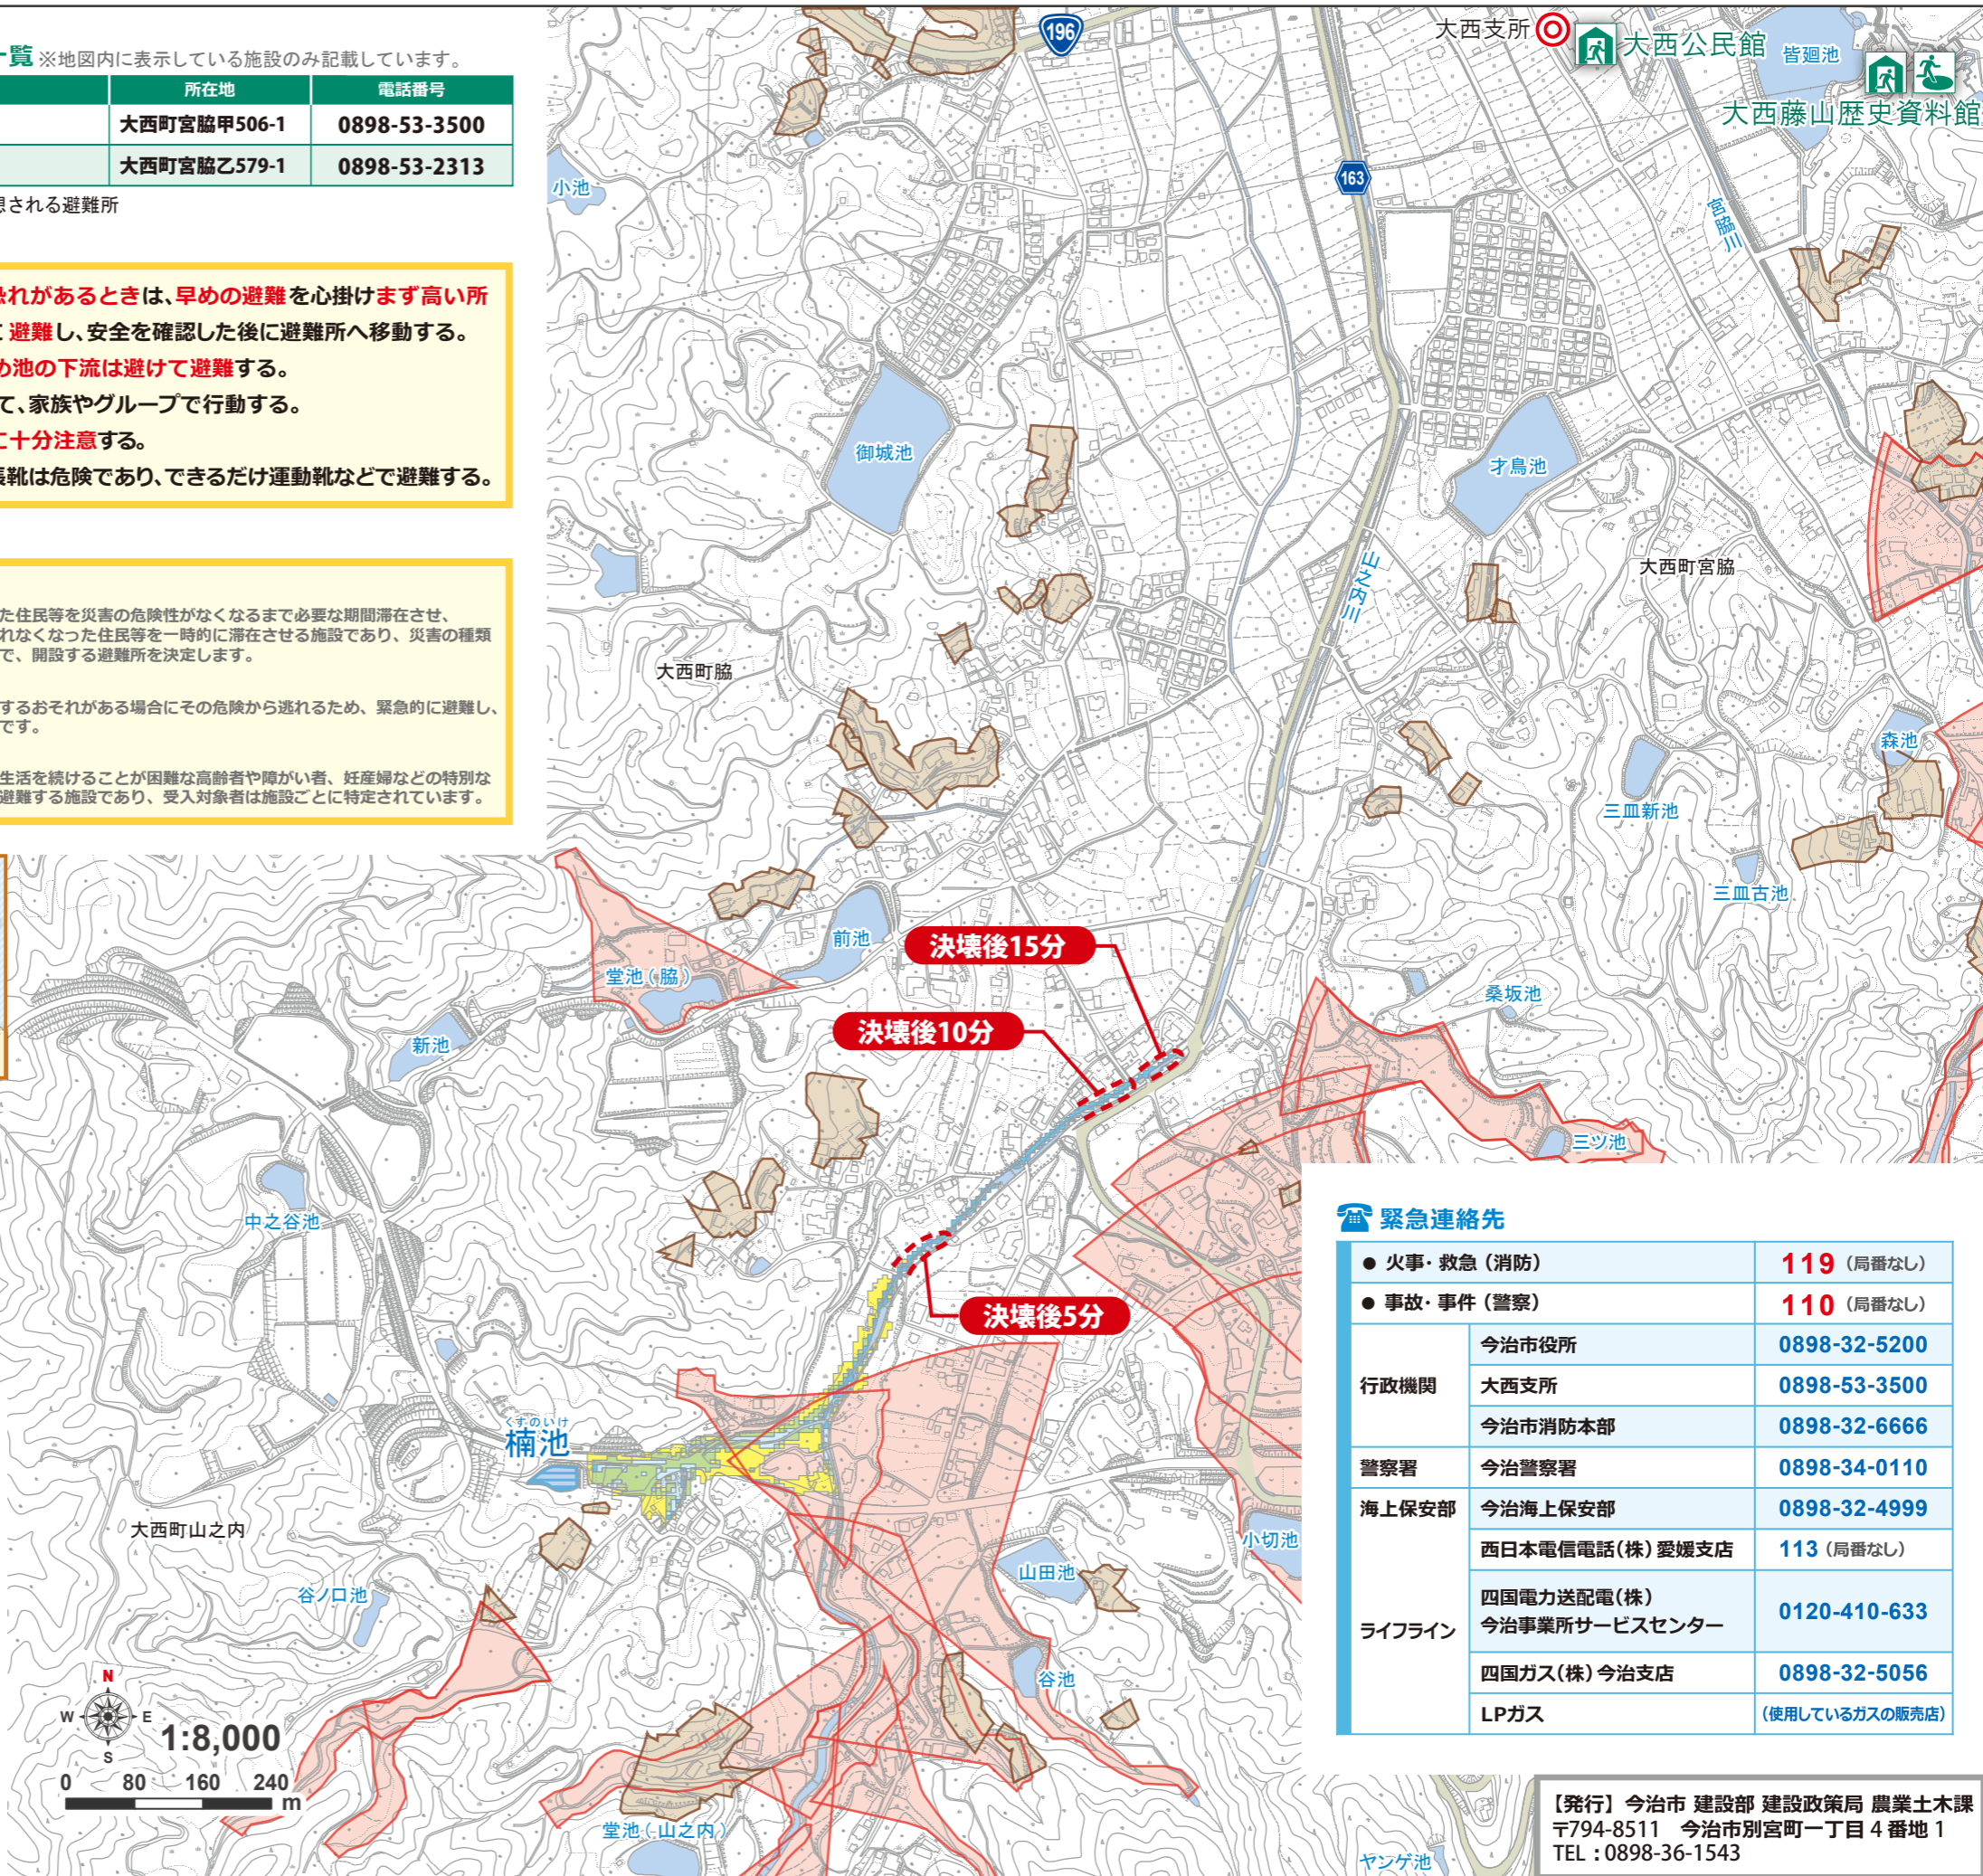 一覧 ※地図内に表示している施設のみ記載しています。
所在地 電話番号
大西町宮脇甲506-1 0898-53-3500
大西町宮脇乙579-1 0898-53-2313
想される避難所
恐れがあるときは、早めの避難を心掛けまず高い所
避難し、安全を確認した後に避難所へ移動する。
め池の下流は避けて避難する。
て、家族やグループで行動する。
に十分注意する。
長靴は危険であり、できるだけ運動靴などで避難する。
た住民等を災害の危険性がなくなるまで必要な期間滞在させ、
れなくなった住民等を一時的に滞在させる施設であり、災害の種類
で、開設する避難所を決定します。
するおそれがある場合にその危険から逃れるため、緊急的に避難し、
です。
生活を続けることが困難な高齢者や障がい者、妊産婦などの特別な
避難する施設であり、受入対象者は施設ごとに特定されています。
196
大西支所
大西公民館
皆廻池
大西藤山歴史資料館
163
小池
宮脇川
御城池
才鳥池
山之内川
大西町宮脇
大西町脇
森池
三皿新池
三皿古池
前池
決壊後15分
堂池(脇)
桑坂池
決壊後10分
新池
三ツ池
中之谷池
決壊後5分
くすのいけ
楠池
大西町山之内
小切池
山田池
谷ノ口池
谷池
堂池(山之内)
ヤンゲ池
N
W E
S
1:8,000
0 80 160 240
m
緊急連絡先
● 火事・救急(消防) 119 (局番なし)
● 事故・事件(警察) 110 (局番なし)
行政機関
今治市役所 0898-32-5200
大西支所 0898-53-3500
今治市消防本部 0898-32-6666
警察署 今治警察署 0898-34-0110
海上保安部 今治海上保安部 0898-32-4999
ライフライン
西日本電信電話(株)愛媛支店 113 (局番なし)
四国電力送配電(株)
今治事業所サービスセンター 0120-410-633
四国ガス(株)今治支店 0898-32-5056
LPガス (使用しているガスの販売店)
【発行】今治市 建設部 建設政策局 農業土木課
〒794-8511 今治市別宮町一丁目4番地1
TEL:0898-36-1543